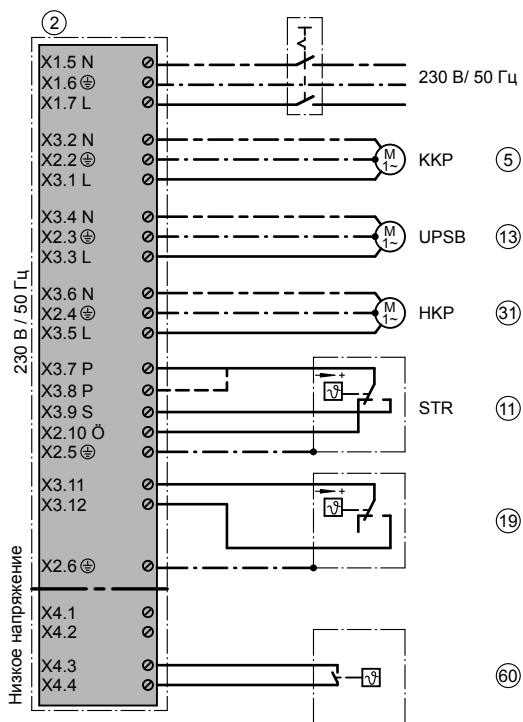 2
X1.5 N
X1.6
X1.7 L
230 В/ 50 Гц
X3.2 N
X2.2
X3.1 L
M
1~
KKP
5
X3.4 N
X2.3
X3.3 L
M
1~
UPSB
13
X3.6 N
X2.4
X3.5 L
M
1~
HKP
31
230 В / 50 Гц
X3.7 P
X3.8 P
X3.9 S
X2.10 Ö
X2.5
+
ϑ
STR
11
X3.11
X3.12
X2.6
+
ϑ
19
Низкое напряжение
X4.1
X4.2
X4.3
X4.4
ϑ
60